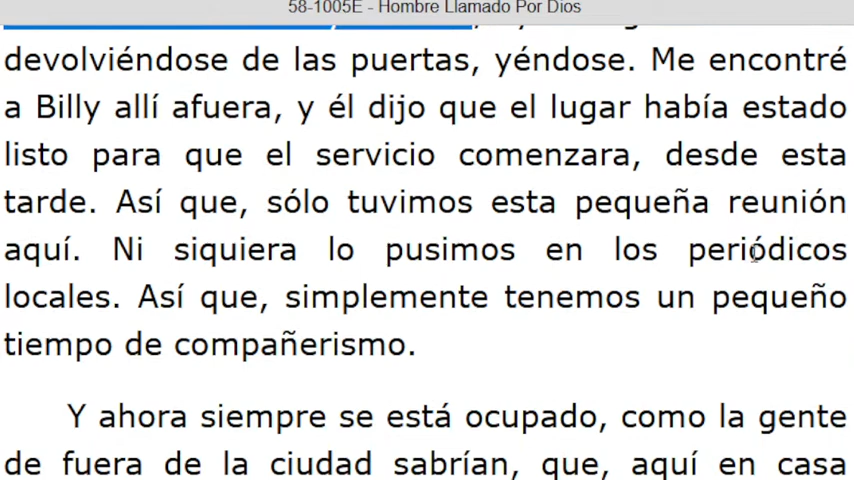 58-1005E - Hombre Llamado Por Dios
devolviéndose de las puertas, yéndose. Me encontré
a Billy allí afuera, y él dijo que el lugar había estado
listo para que el servicio comenzara, desde esta
tarde. Así que, sólo tuvimos esta pequeña reunión
aquí. Ni siquiera lo pusimos en los periódicos
locales. Así que, simplemente tenemos un pequeño
tiempo de compañerismo.
Y ahora siempre se está ocupado, como la gente
de fuera de la ciudad sabrían, que, aquí en casa